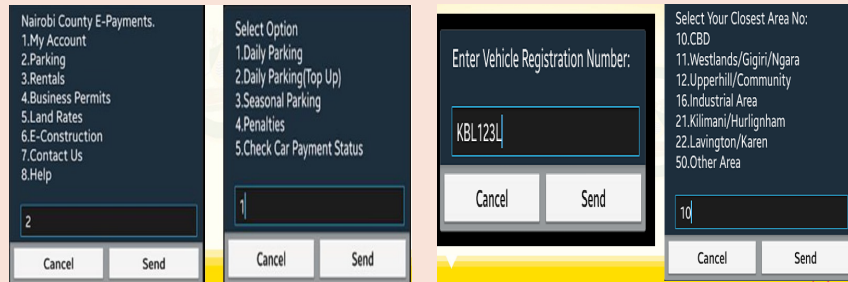 Nairobi County E-Payments.
1.My Account
2.Parking
3.Rentals
4.Business Permits
5.Land Rates
6.E-Construction
7.Contact Us
8.Help
2
Cancel Send
Select Option
1.Daily Parking
2.Daily Parking(Top Up)
3.Seasonal Parking
4.Penalties
5.Check Car Payment Status
1
Cancel Send
Enter Vehicle Registration Number:
KBL123L
Cancel Send
Select Your Closest Area No:
10.CBD
11.Westlands/Gigiri/Ngara
12.Upperhill/Community
16.Industrial Area
21.Kilimani/Hurlignham
22.Lavington/Karen
50.Other Area
10
Cancel Send